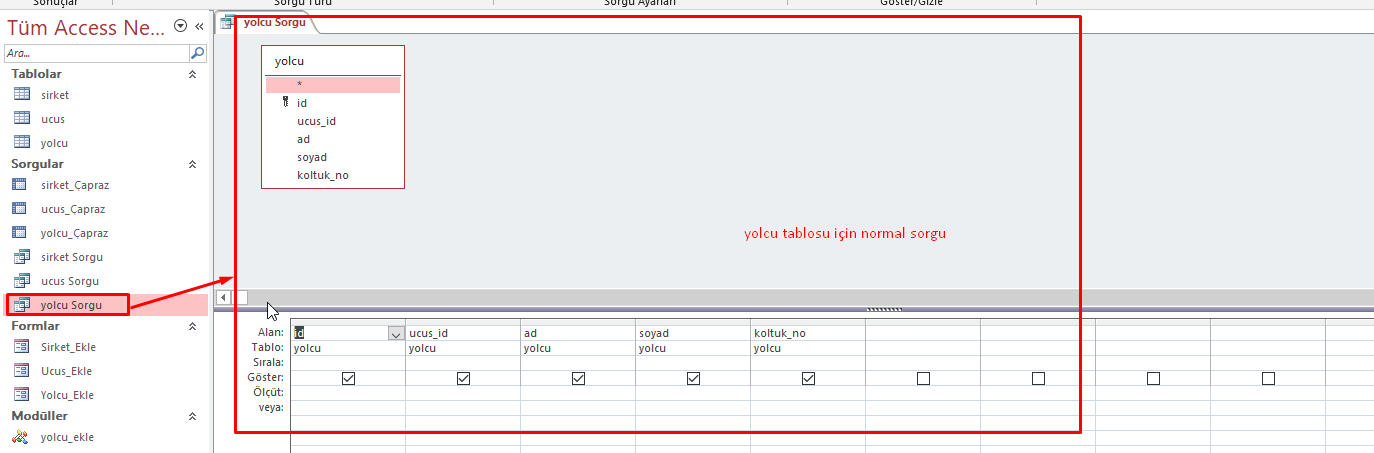 Sonuçlar Sorgu Türü Sorgu Ayarları Göster/Gizle
Tüm Access Ne...
Ara...
Tablolar
sirket
ucus
yolcu
Sorgular
sirket_Çapraz
ucus_Çapraz
yolcu_Çapraz
sirket Sorgu
ucus Sorgu
yolcu Sorgu
Formlar
Sirket_Ekle
Ucus_Ekle
Yolcu_Ekle
Modüller
yolcu_ekle
yolcu Sorgu
yolcu
*
id
ucus_id
ad
soyad
koltuk_no
yolcu tablosu için normal sorgu
Alan: id ucus_id ad soyad koltuk_no
Tablo: yolcu yolcu yolcu yolcu yolcu
Sırala:
Göster:
Ölçüt:
veya: